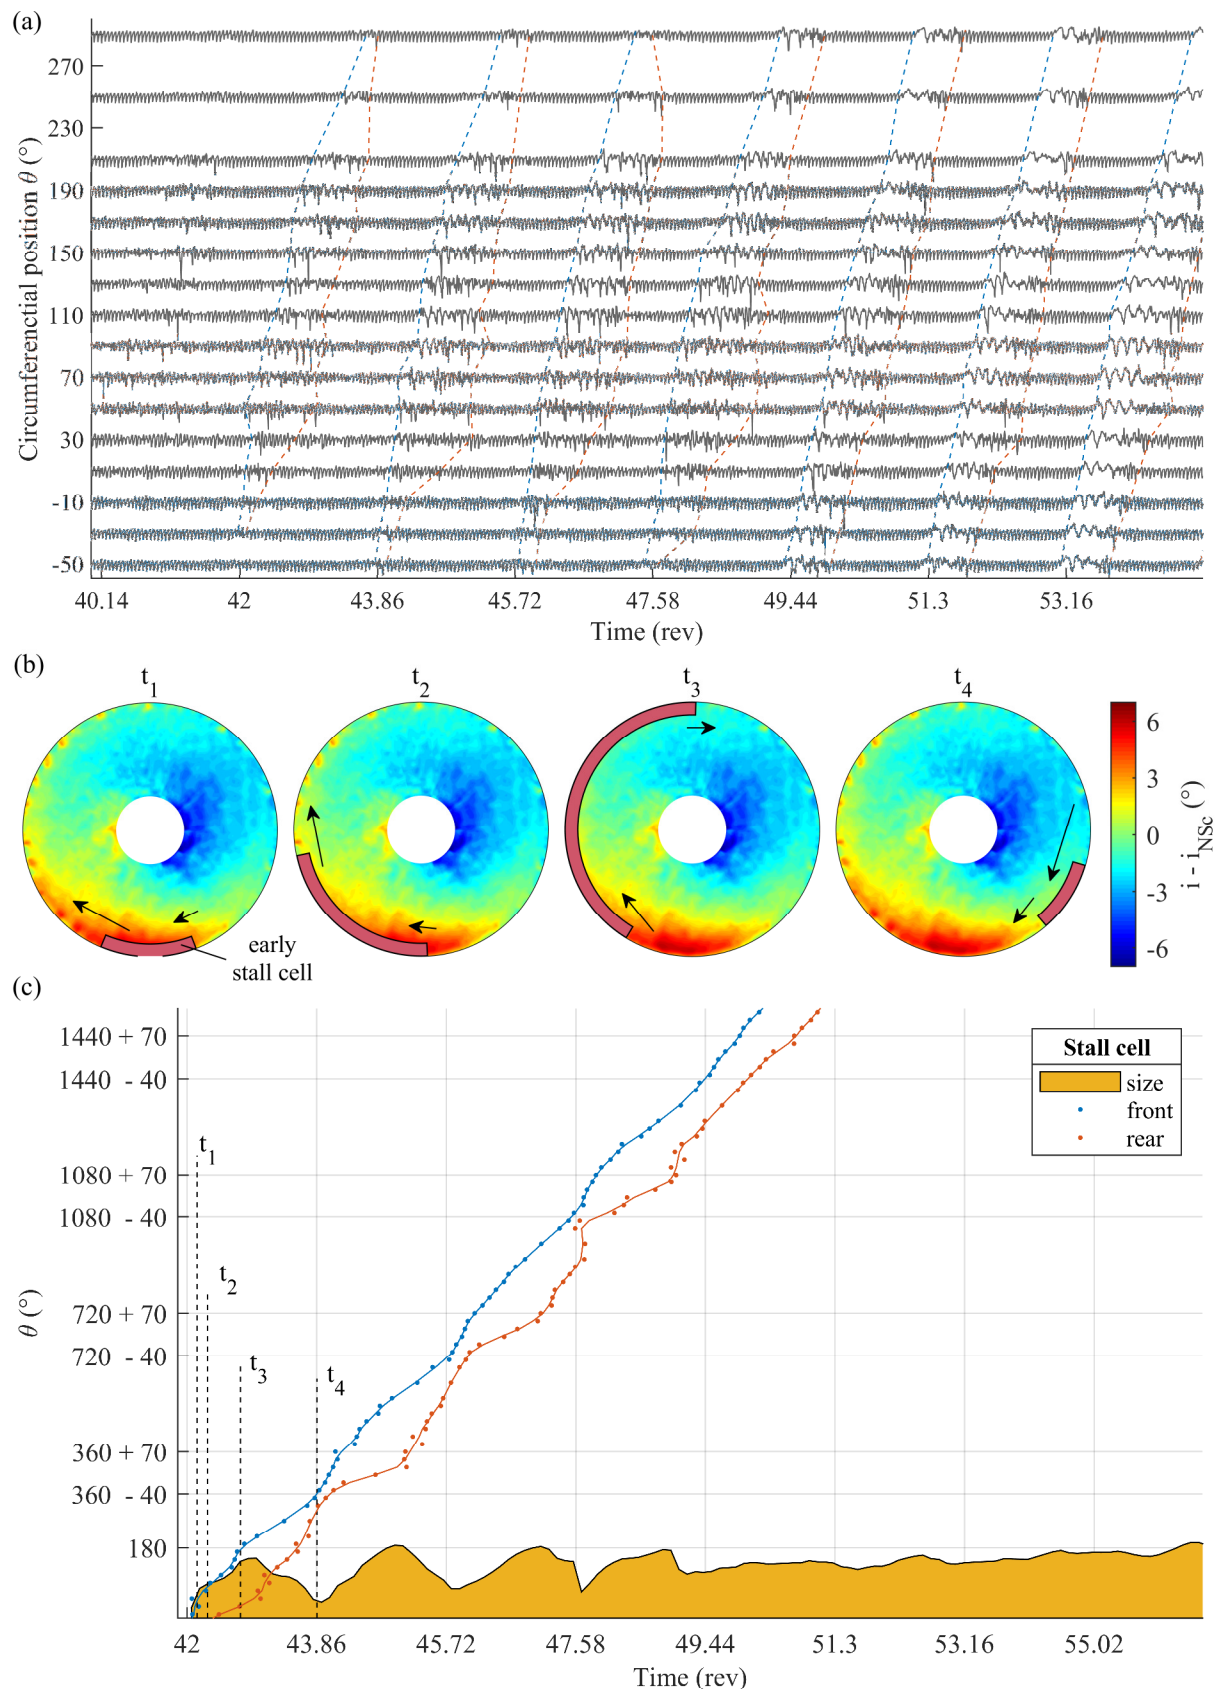 (a)
270
230
190
150
110
70
30
-10
-50
Circumferenctial position θ (°)
40.14 42 43.86 45.72 47.58 49.44 51.3 53.16
Time (rev)
(b)
t1 t2 t3 t4
early
stall cell
6
3
0
-3
-6
i - iNSc (°)
(c)
1440 + 70
1440 - 40
1080 + 70
1080 - 40
720 + 70
720 - 40
360 + 70
360 - 40
180
θ (°)
t1
t2
t3
t4
Stall cell
size
front
rear
42 43.86 45.72 47.58 49.44 51.3 53.16 55.02
Time (rev)